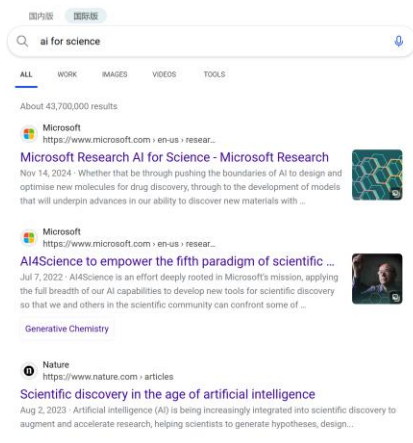 国内版 国际版
ai for science
ALL WORK IMAGES VIDEOS TOOLS
About 43,700,000 results
Microsoft
https://www.microsoft.com › en-us › resear...
Microsoft Research AI for Science - Microsoft Research
Nov 14, 2024 · Whether that be through pushing the boundaries of AI to design and
optimise new molecules for drug discovery, through to the development of models
that will underpin advances in our ability to discover new materials with ...
Microsoft
https://www.microsoft.com › en-us › resear...
AI4Science to empower the fifth paradigm of scientific ...
Jul 7, 2022 · AI4Science is an effort deeply rooted in Microsoft's mission, applying
the full breadth of our AI capabilities to develop new tools for scientific discovery
so that we and others in the scientific community can confront some of ...
Generative Chemistry
n
Nature
https://www.nature.com › articles
Scientific discovery in the age of artificial intelligence
Aug 2, 2023 · Artificial intelligence (AI) is being increasingly integrated into scientific discovery to
augment and accelerate research, helping scientists to generate hypotheses, design...